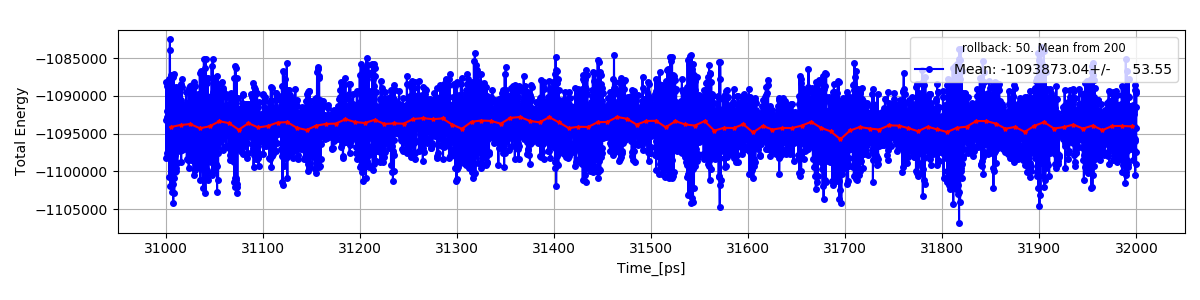 rollback: 50. Mean from 200
Mean: -1093873.04+/- 53.55
Total Energy
−1085000
−1090000
−1095000
−1100000
−1105000
31000 31100 31200 31300 31400 31500 31600 31700 31800 31900 32000
Time_[ps]